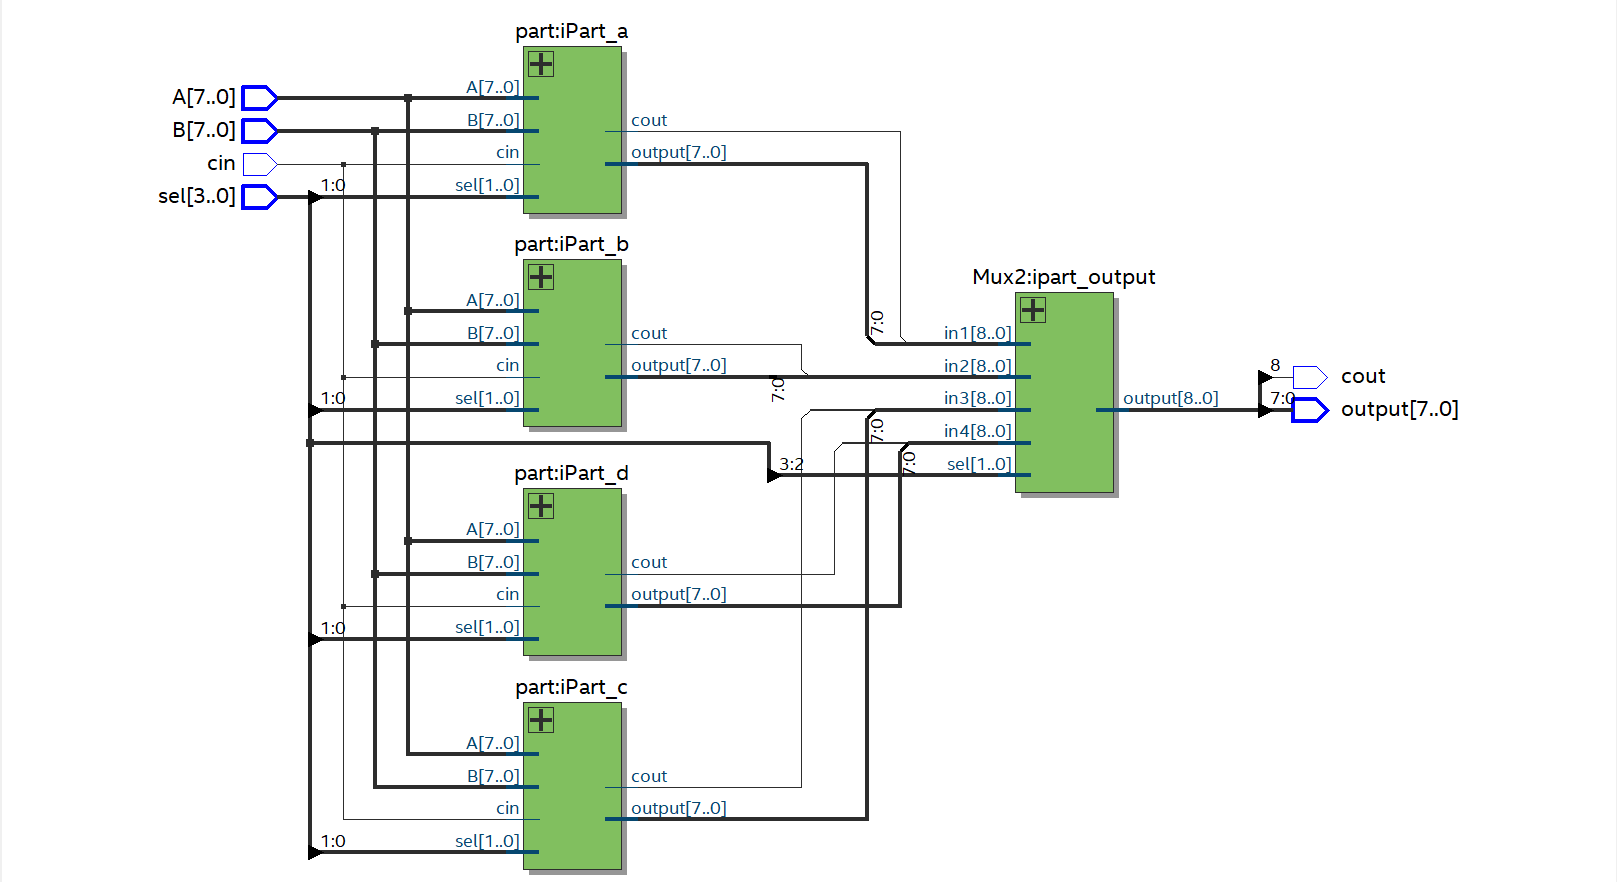 part:iPart_a
A[7..0]
A[7..0]
B[7..0]
B[7..0]
cout
cin
cin
output[7..0]
sel[3..0]
1:0
sel[1..0]
part:iPart_b
Mux2:ipart_output
A[7..0]
7:0
B[7..0]
cout
in1[8..0]
cin
output[7..0]
in2[8..0]
8
cout
7:0
1:0
sel[1..0]
in3[8..0]
output[8..0]
7:0
output[7..0]
7:0
in4[8..0]
7:0
3:2
sel[1..0]
part:iPart_d
A[7..0]
B[7..0]
cout
cin
output[7..0]
1:0
sel[1..0]
part:iPart_c
A[7..0]
B[7..0]
cout
cin
output[7..0]
1:0
sel[1..0]